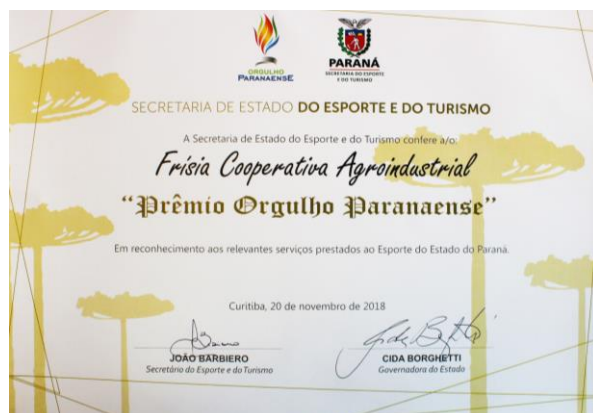 ORGULHO
PARANAENSE
PARANÁ
SECRETARIA DO ESPORTE
E DO TURISMO
SECRETARIA DE ESTADO DO ESPORTE E DO TURISMO
A Secretaria de Estado do Esporte e do Turismo confere a/o:
Frísia Cooperativa Agroindustrial
“Prêmio Orgulho Paranaense”
Em reconhecimento aos relevantes serviços prestados ao Esporte do Estado do Paraná.
Curitiba, 20 de novembro de 2018
JOÃO BARBIERO
Secretário do Esporte e do Turismo
CIDA BORGHETTI
Governadora do Estado